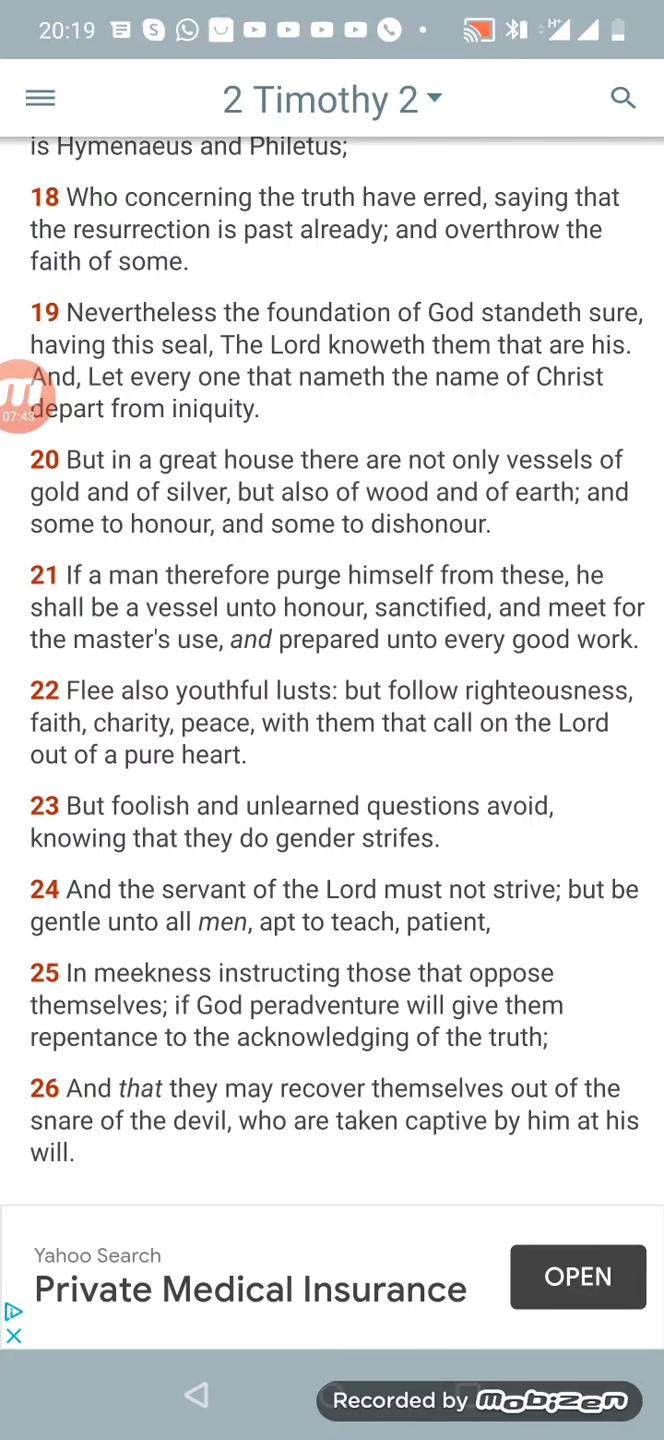 20:19
2 Timothy 2
is Hymenaeus and Philetus;
18 Who concerning the truth have erred, saying that
the resurrection is past already; and overthrow the
faith of some.
19 Nevertheless the foundation of God standeth sure,
having this seal, The Lord knoweth them that are his.
And, Let every one that nameth the name of Christ
07:43
depart from iniquity.
20 But in a great house there are not only vessels of
gold and of silver, but also of wood and of earth; and
some to honour, and some to dishonour.
21 If a man therefore purge himself from these, he
shall be a vessel unto honour, sanctified, and meet for
the master's use, and prepared unto every good work.
22 Flee also youthful lusts: but follow righteousness,
faith, charity, peace, with them that call on the Lord
out of a pure heart.
23 But foolish and unlearned questions avoid,
knowing that they do gender strifes.
24 And the servant of the Lord must not strive; but be
gentle unto all men, apt to teach, patient,
25 In meekness instructing those that oppose
themselves; if God peradventure will give them
repentance to the acknowledging of the truth;
26 And that they may recover themselves out of the
snare of the devil, who are taken captive by him at his
will.
Yahoo Search
Private Medical Insurance
OPEN
Recorded by mobizen